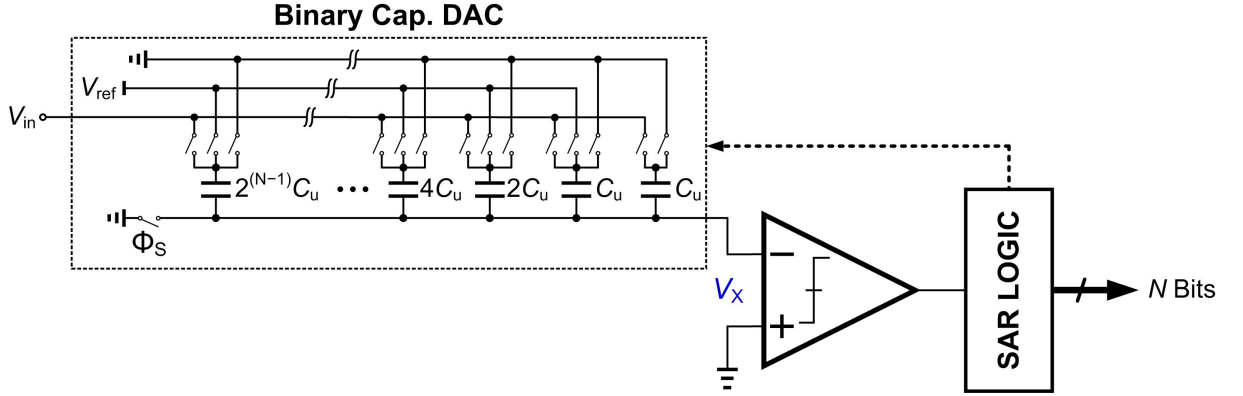 Binary Cap. DAC
V_ref
V_in
2^(N−1)C_u ••• 4C_u 2C_u C_u C_u
Φ_S
−
V_X
+
SAR LOGIC
N Bits